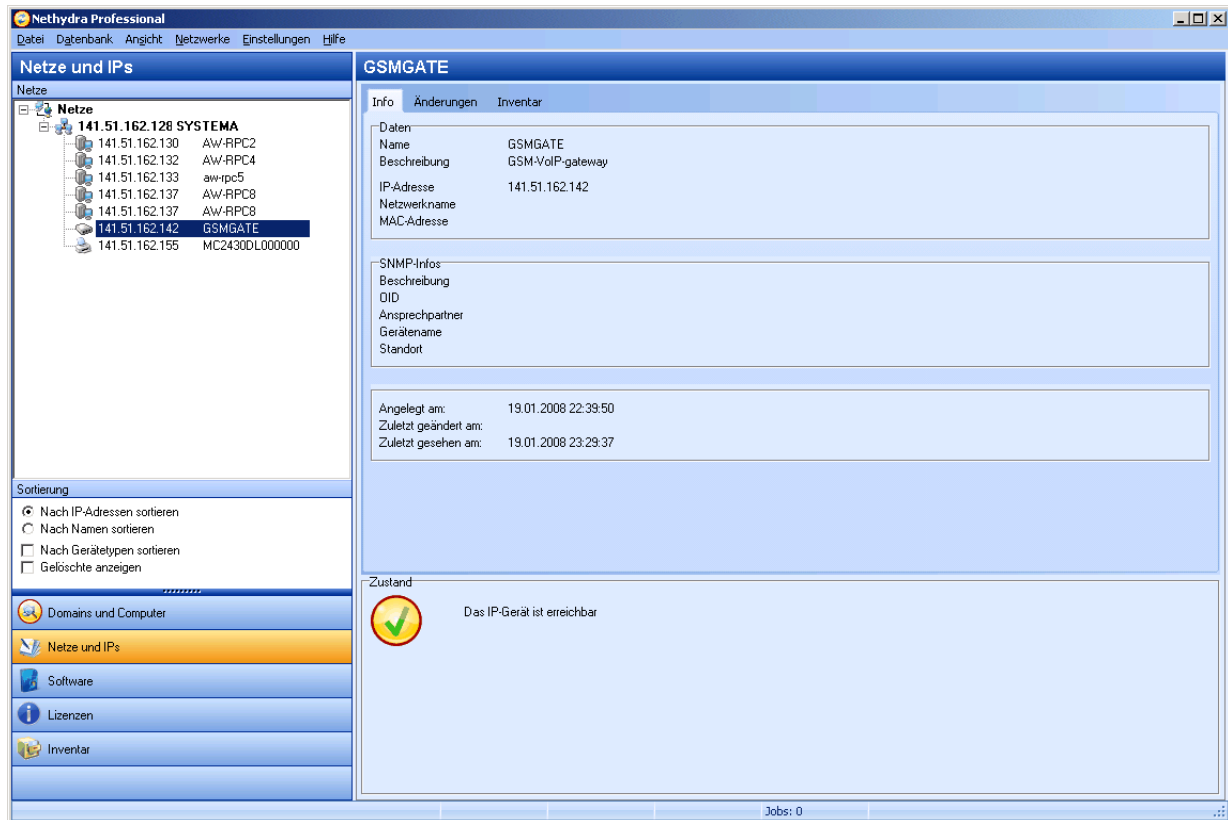 Nethydra Professional
Datei Datenbank Ansicht Netzwerke Einstellungen Hilfe
Netze und IPs
Netze
Netze
141.51.162.128 SYSTEMA
141.51.162.130 AW-RPC2
141.51.162.132 AW-RPC4
141.51.162.133 aw-rpc5
141.51.162.137 AW-RPC8
141.51.162.137 AW-RPC8
141.51.162.142 GSMGATE
141.51.162.155 MC2430DL000000
Sortierung
Nach IP-Adressen sortieren
Nach Namen sortieren
Nach Gerätetypen sortieren
Gelöschte anzeigen
Domains und Computer
Netze und IPs
Software
Lizenzen
Inventar
GSMGATE
Info Änderungen Inventar
Daten
Name GSMGATE
Beschreibung GSM-VoIP-gateway
IP-Adresse 141.51.162.142
Netzwerkname
MAC-Adresse
SNMP-Infos
Beschreibung
OID
Ansprechpartner
Gerätename
Standort
Angelegt am: 19.01.2008 22:39:50
Zuletzt geändert am:
Zuletzt gesehen am: 19.01.2008 23:29:37
Zustand
Das IP-Gerät ist erreichbar
Jobs: 0